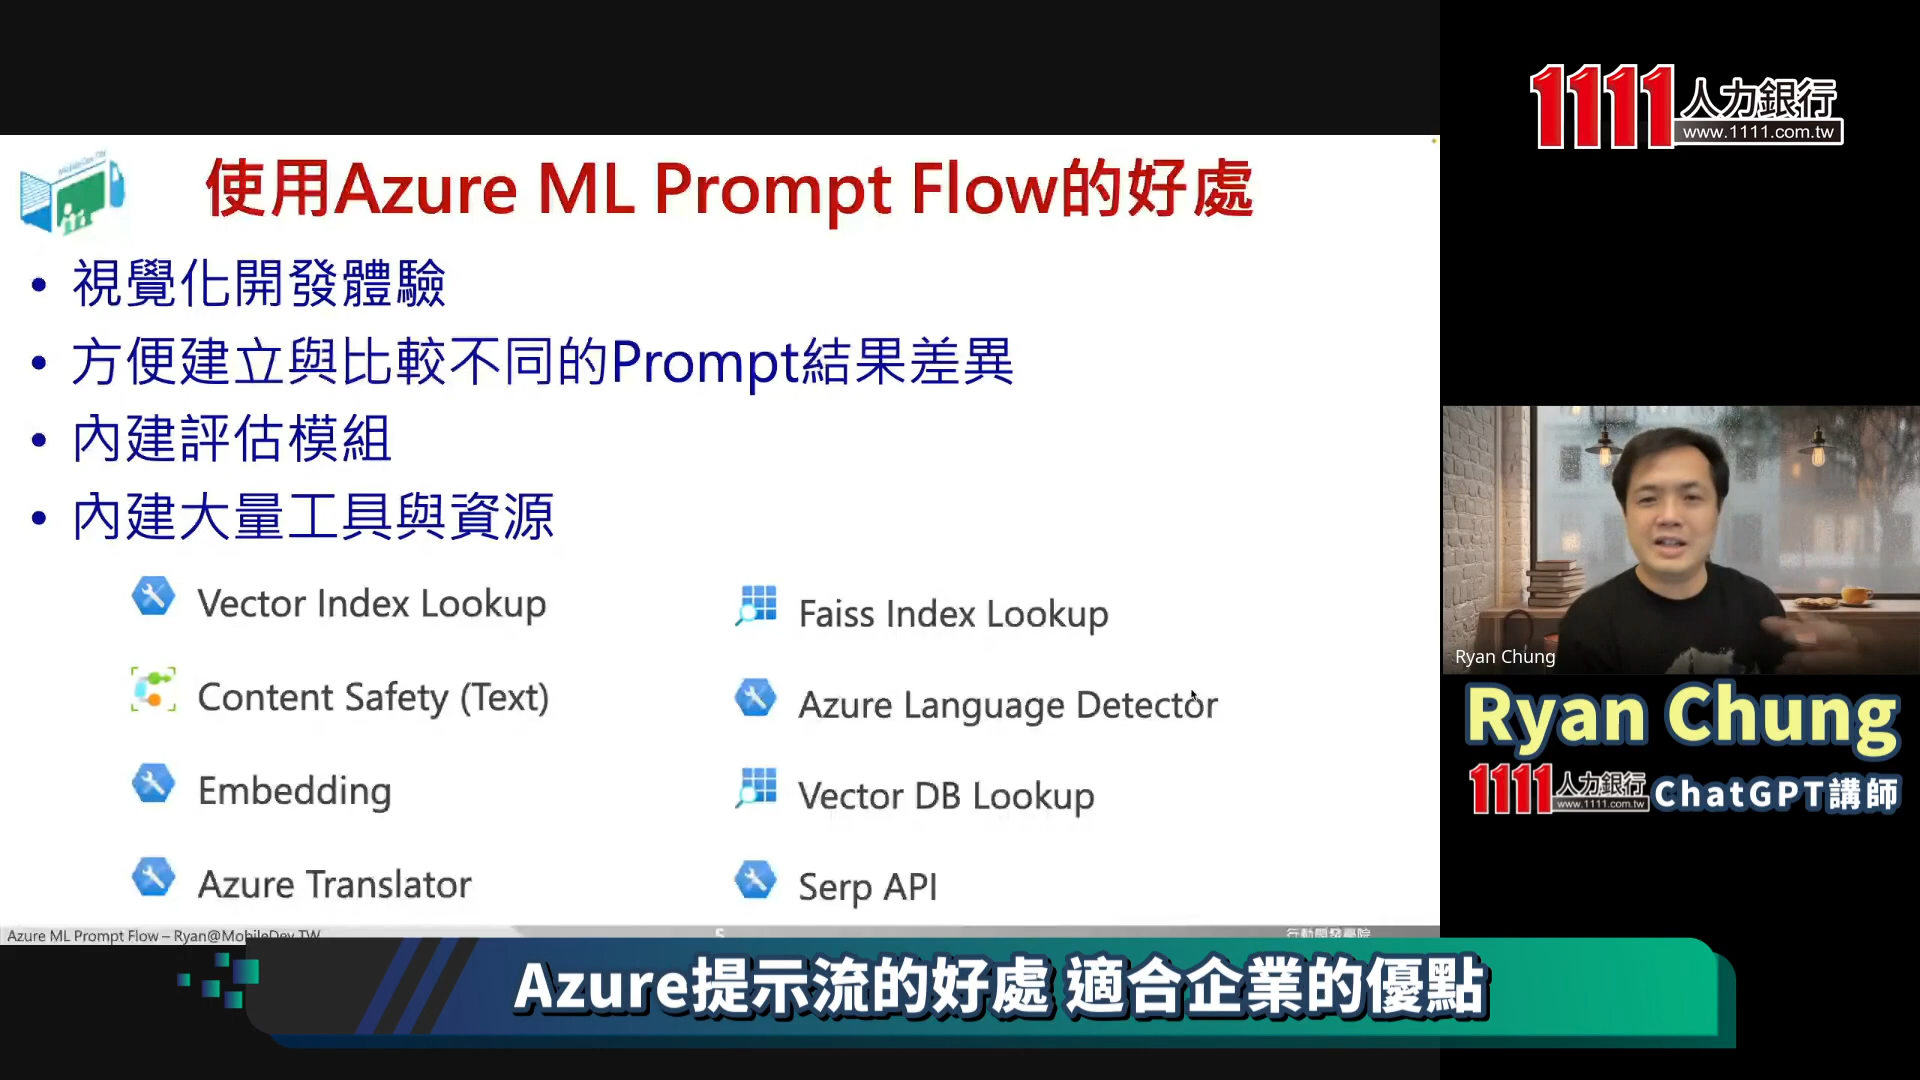 1111人力銀行
www.1111.com.tw
使用Azure ML Prompt Flow的好處
• 視覺化開發體驗
• 方便建立與比較不同的Prompt結果差異
• 內建評估模組
• 內建大量工具與資源
Vector Index Lookup
Faiss Index Lookup
Content Safety (Text)
Azure Language Detector
Embedding
Vector DB Lookup
Azure Translator
Serp API
Azure ML Prompt Flow – Ryan@MobileDev.TW
5
行動開發學院
Ryan Chung
Ryan Chung
1111人力銀行 ChatGPT講師
www.1111.com.tw
Azure提示流的好處 適合企業的優點